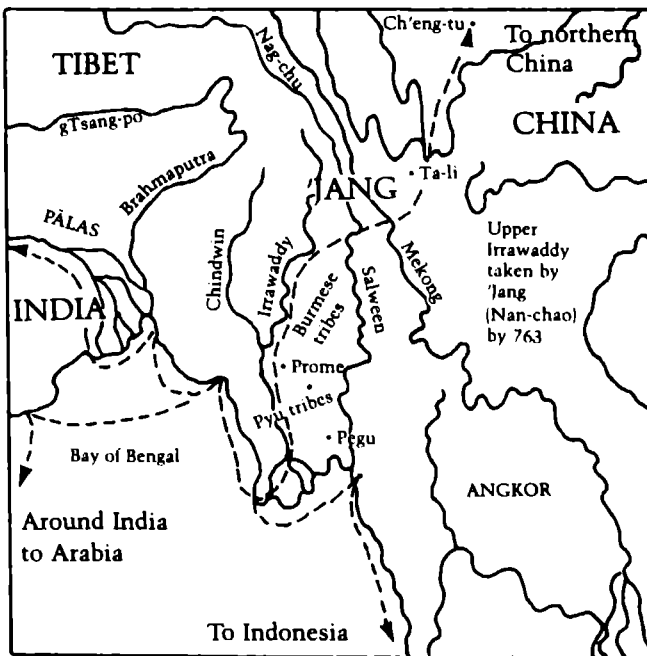 Ch'eng-tu
To northern
China
TIBET
Nag-chu
gTsang-po
CHINA
Brahmaputra
JANG
Ta-li
PÀLAS
Upper
Irrawaddy
taken by
'Jang
(Nan-chao)
by 763
Chindwin
Irrawaddy
Burmese
tribes
Salween
Mekong
INDIA
Prome
Pyu tribes
Pegu
Bay of Bengal
ANGKOR
Around India
to Arabia
To Indonesia